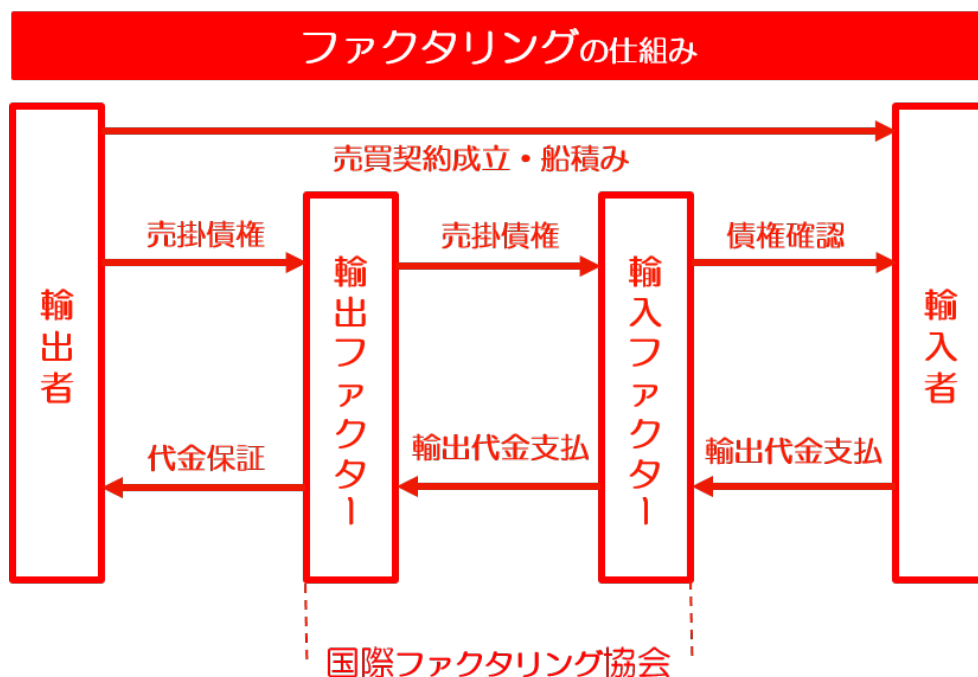 ファクタリングの仕組み
売買契約成立・船積み
売掛債権
売掛債権
債権確認
輸出者
輸出ファクター
輸入ファクター
輸入者
代金保証
輸出代金支払
輸出代金支払
国際ファクタリング協会